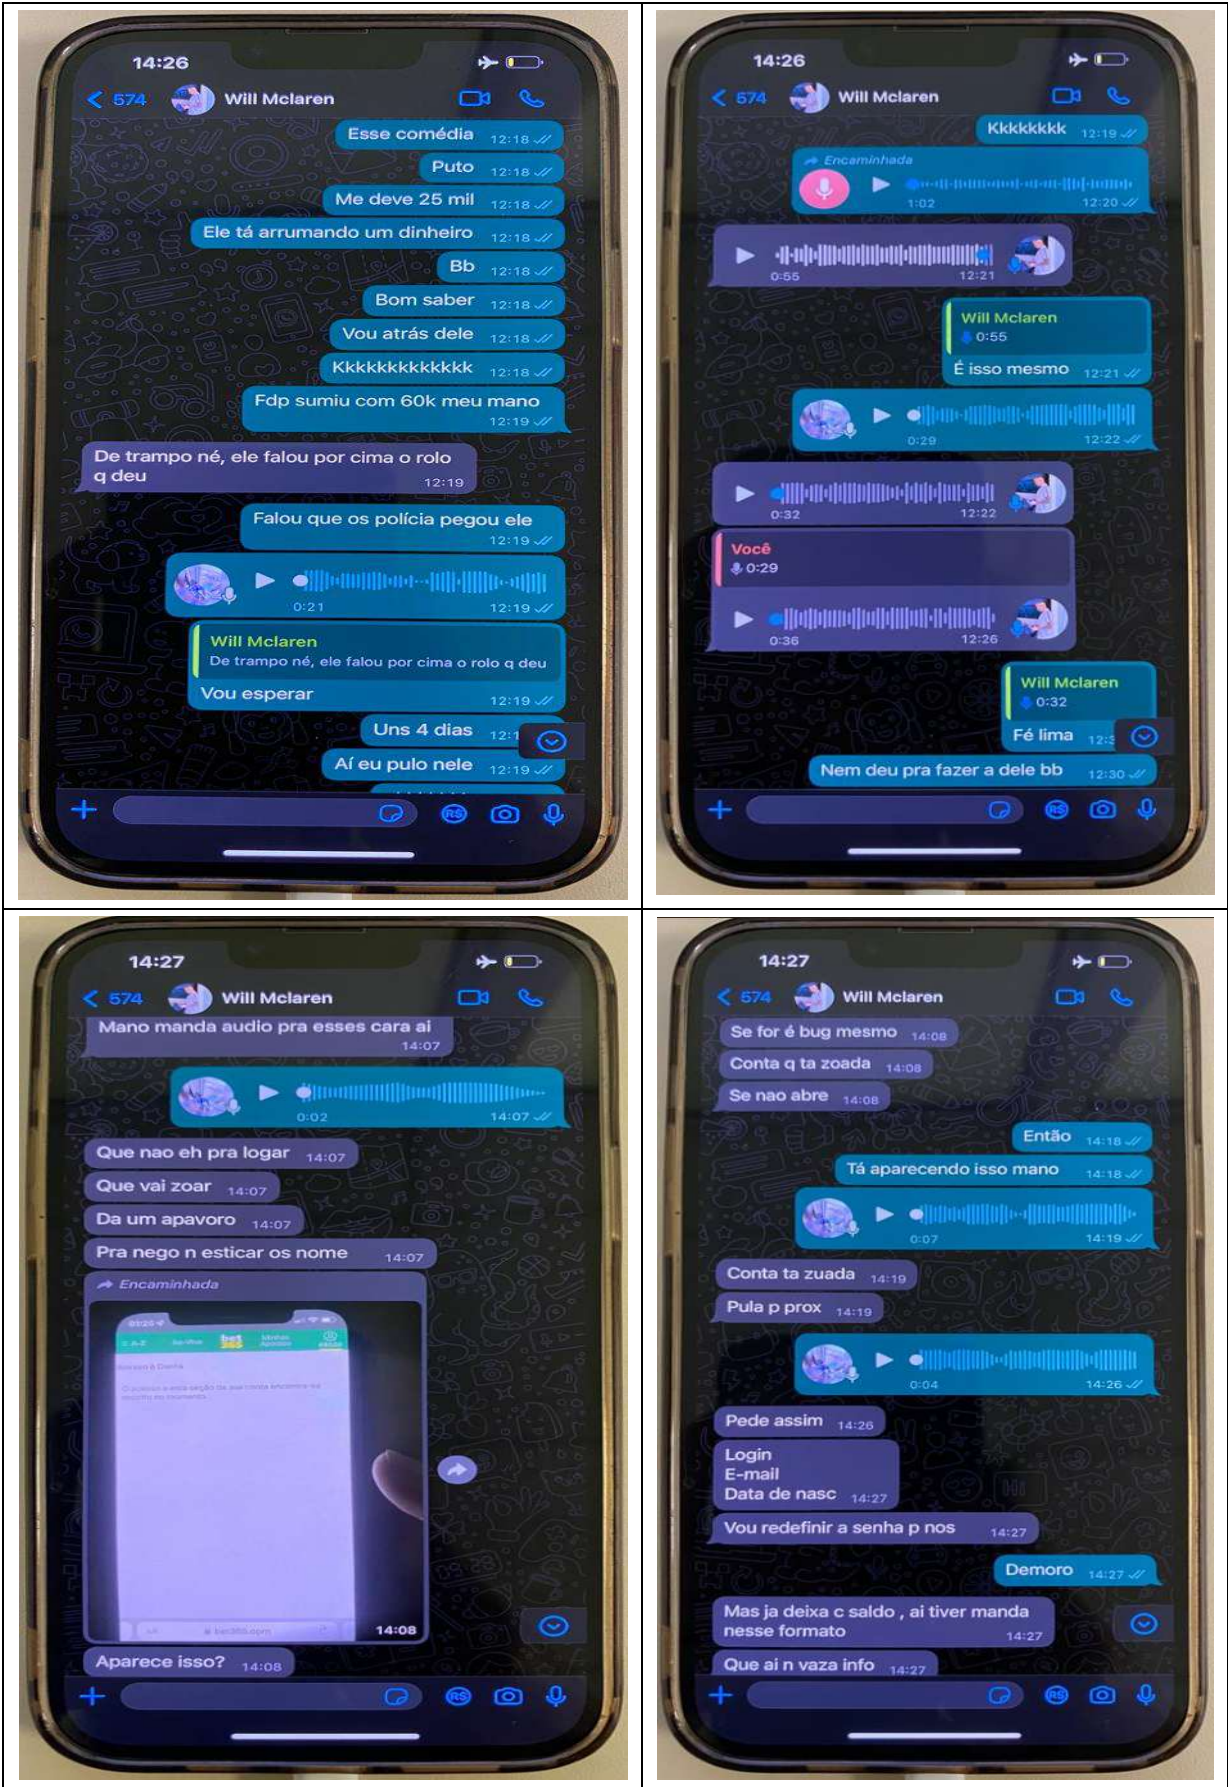 14:26
574
Will Mclaren
Esse comédia 12:18
Puto 12:18
Me deve 25 mil 12:18
Ele tá arrumando um dinheiro 12:18
Bb 12:18
Bom saber 12:18
Vou atrás dele 12:18
Kkkkkkkkkkkkk 12:18
Fdp sumiu com 60k meu mano
12:19
De trampo né, ele falou por cima o rolo
q deu
12:19
Falou que os polícia pegou ele
12:19
0:21 12:19
Will Mclaren
De trampo né, ele falou por cima o rolo q deu
Vou esperar 12:19
Uns 4 dias
Aí eu pulo nele 12:19
R$
14:26
574
Will Mclaren
Kkkkkkkk 12:19
Encaminhada
1:02 12:20
0:55 12:21
Will Mclaren
0:55
É isso mesmo 12:21
0:29 12:22
0:32 12:22
Você
0:29
0:36 12:26
Will Mclaren
0:32
Fé lima
Nem deu pra fazer a dele bb 12:30
R$
14:27
574
Will Mclaren
Mano manda audio pra esses cara ai
14:07
0:02 14:07
Que nao eh pra logar 14:07
Que vai zoar 14:07
Da um apavoro 14:07
Pra nego n esticar os nome 14:07
Encaminhada
bet
365
14:08
Aparece isso? 14:08
R$
14:27
574
Will Mclaren
Se for é bug mesmo 14:08
Conta q ta zoada 14:08
Se nao abre 14:08
Então 14:18
Tá aparecendo isso mano 14:18
0:07 14:19
Conta ta zuada 14:19
Pula p prox 14:19
0:04 14:26
Pede assim 14:26
Login
E-mail
Data de nasc 14:27
Vou redefinir a senha p nos 14:27
Demoro 14:27
Mas ja deixa c saldo , ai tiver manda
nesse formato 14:27
Que ai n vaza info 14:27
R$